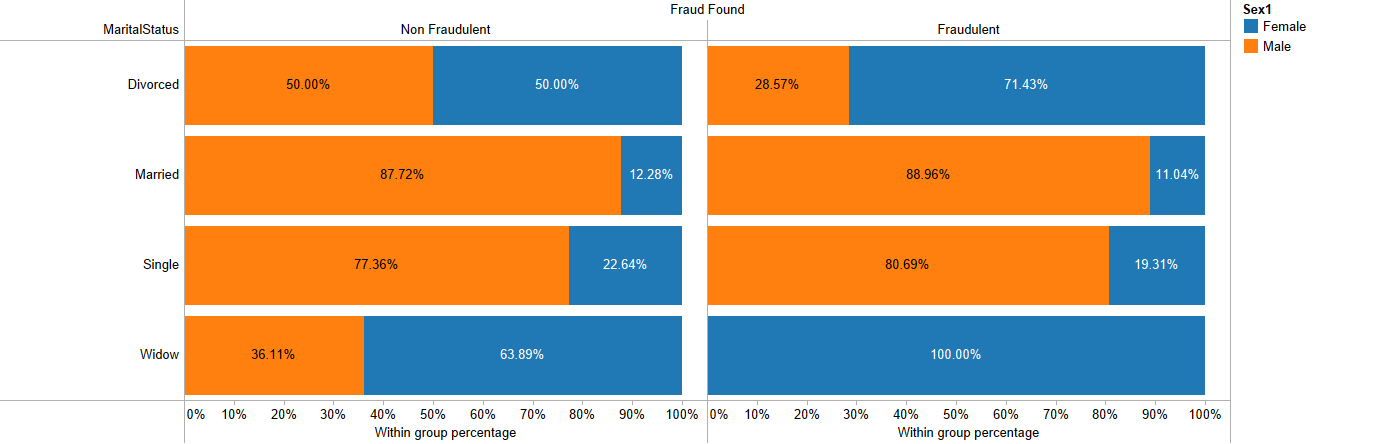 Fraud Found
Sex1
MaritalStatus
Non Fraudulent
Fraudulent
Female
Male
Divorced
50.00%
50.00%
28.57%
71.43%
Married
87.72%
12.28%
88.96%
11.04%
Single
77.36%
22.64%
80.69%
19.31%
Widow
36.11%
63.89%
100.00%
0% 10% 20% 30% 40% 50% 60% 70% 80% 90% 100%
0% 10% 20% 30% 40% 50% 60% 70% 80% 90% 100%
Within group percentage
Within group percentage